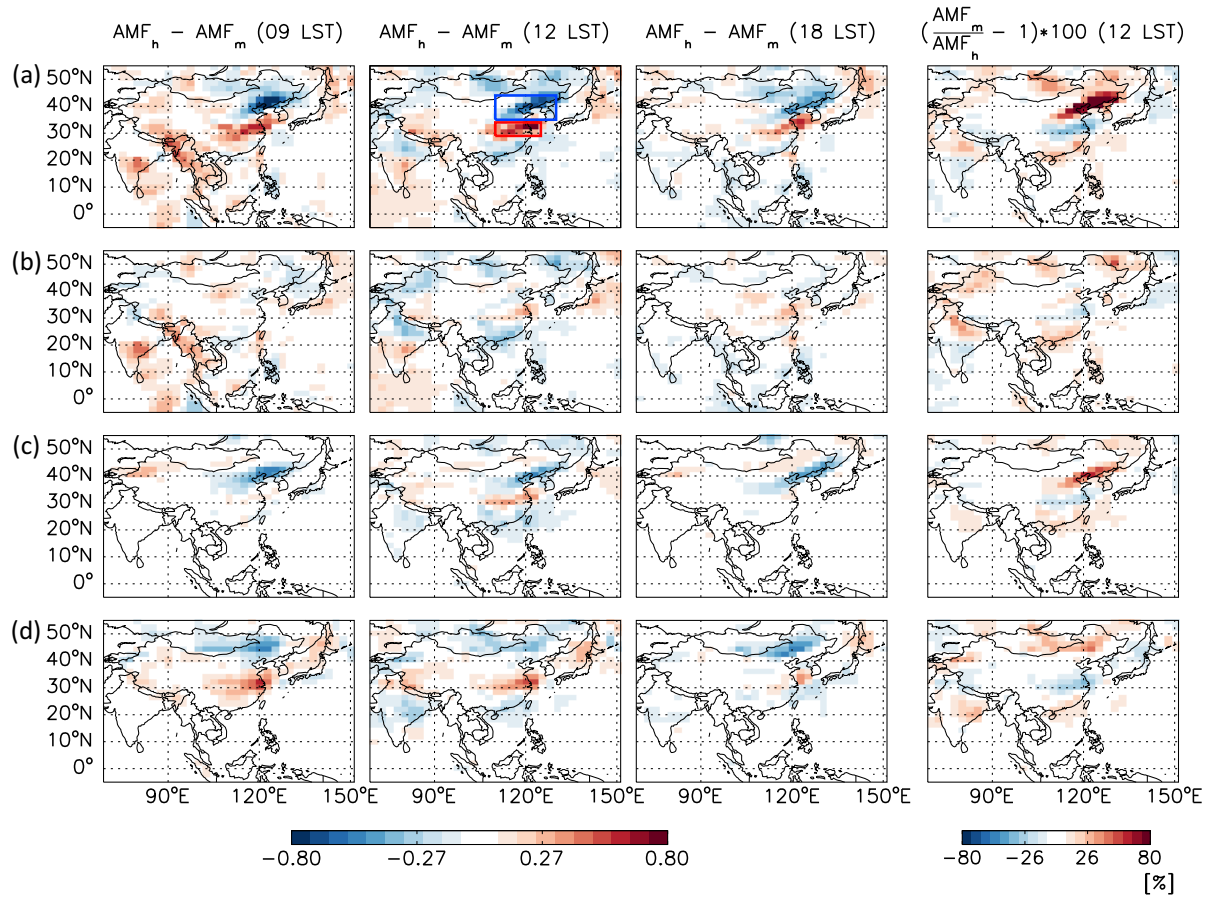 AMF_h − AMF_m (09 LST) AMF_h − AMF_m (12 LST) AMF_h − AMF_m (18 LST) (AMF_m/AMF_h − 1)*100 (12 LST)
(a)
50°N
40°N
30°N
20°N
10°N
0°
(b)
50°N
40°N
30°N
20°N
10°N
0°
(c)
50°N
40°N
30°N
20°N
10°N
0°
(d)
50°N
40°N
30°N
20°N
10°N
0°
90°E 120°E 150°E 90°E 120°E 150°E 90°E 120°E 150°E 90°E 120°E 150°E
−0.80 −0.27 0.27 0.80 −80 −26 26 80
[%]